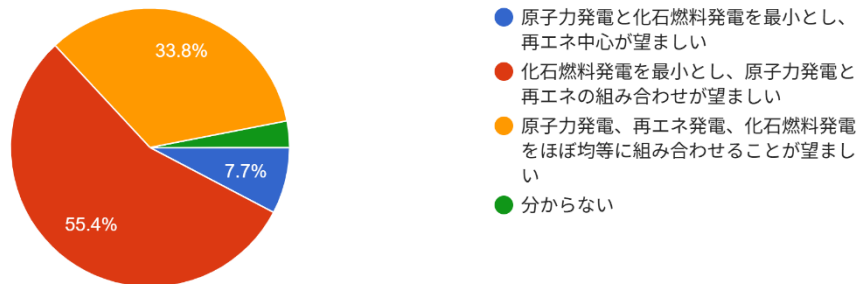 33.8%
7.7%
55.4%
原子力発電と化石燃料発電を最小とし、
再エネ中心が望ましい
化石燃料発電を最小とし、原子力発電と
再エネの組み合わせが望ましい
原子力発電、再エネ発電、化石燃料発電
をほぼ均等に組み合わせることが望まし
い
分からない